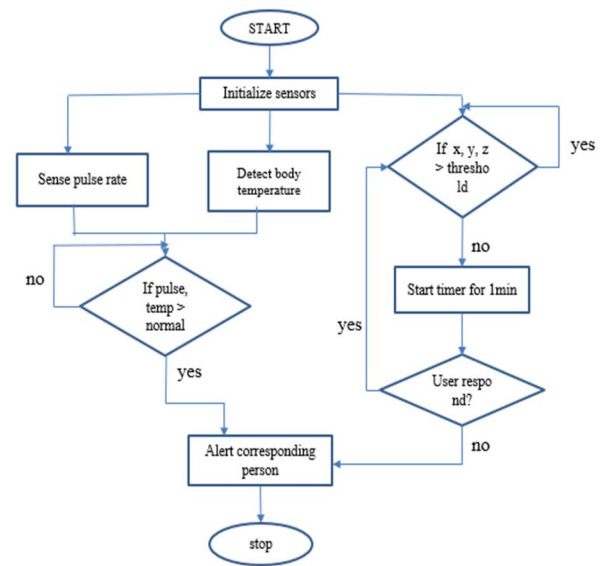 START
Initialize sensors
Sense pulse rate
Detect body
temperature
If x, y, z
> thresho
ld
yes
no
Start timer for 1min
no
If pulse,
temp >
normal
yes
yes
User respo
nd?
no
Alert corresponding
person
stop